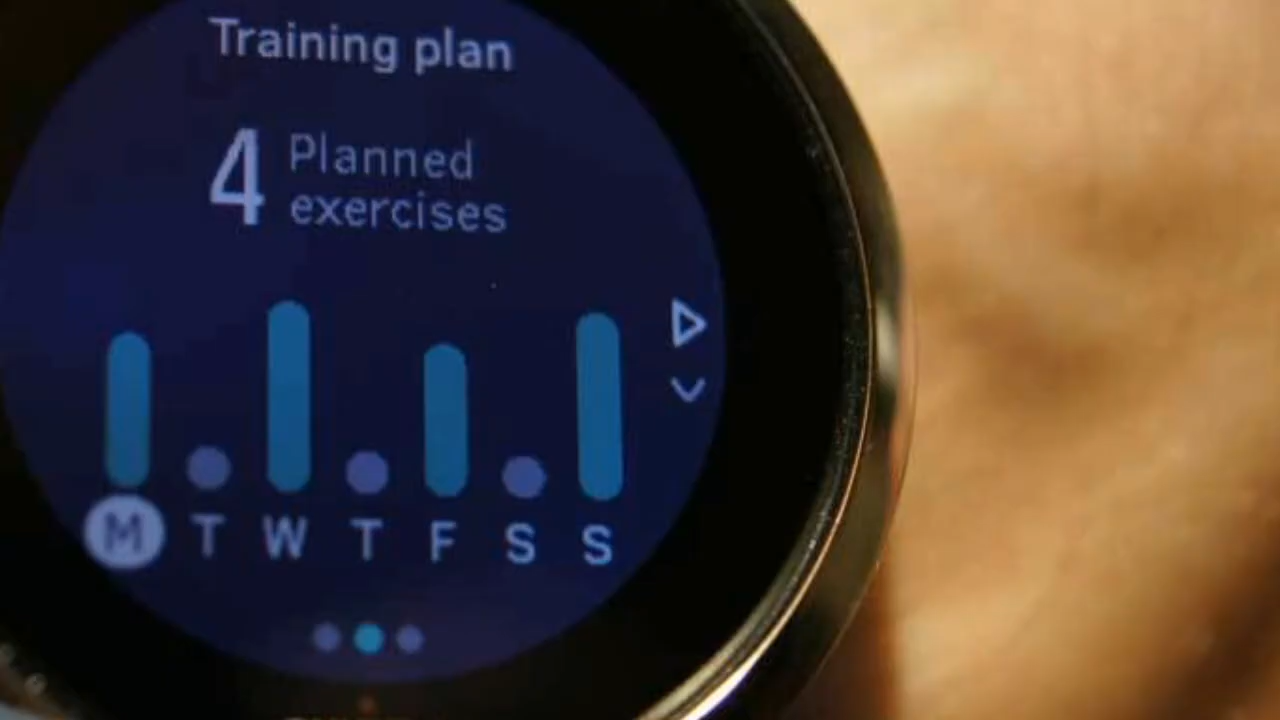 Training plan
4 Planned
exercises
M T W T F S S